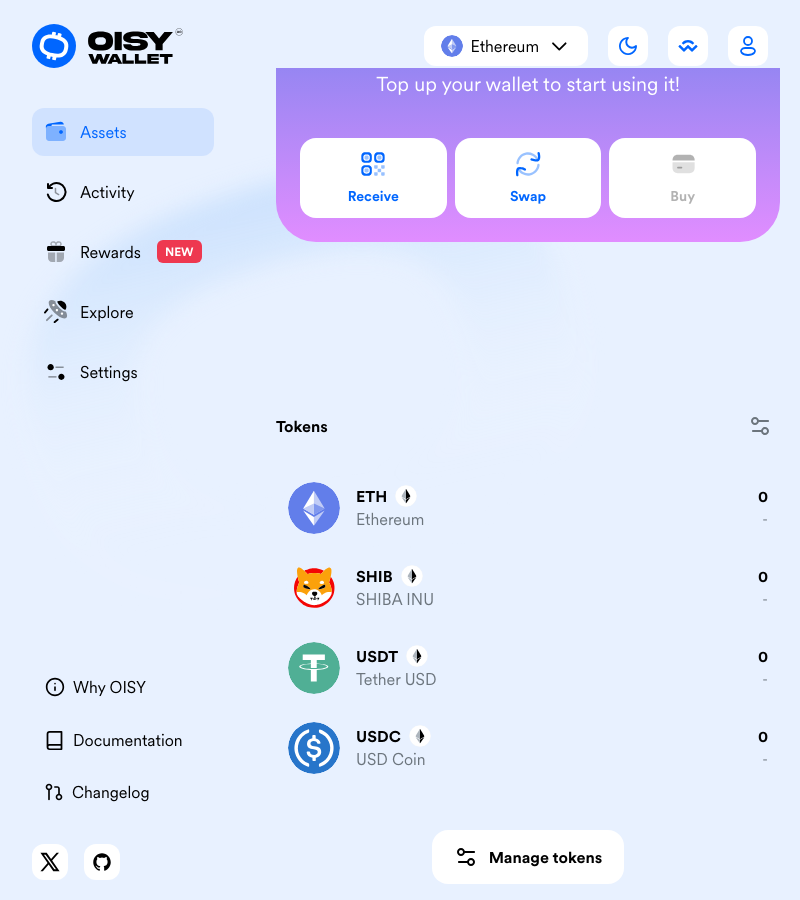 OISY
WALLET
Ethereum
Top up your wallet to start using it!
Receive
Swap
Buy
Assets
Activity
Rewards NEW
Explore
Settings
Tokens
ETH
Ethereum
0
-
SHIB
SHIBA INU
0
-
USDT
Tether USD
0
-
USDC
USD Coin
0
-
Why OISY
Documentation
Changelog
Manage tokens